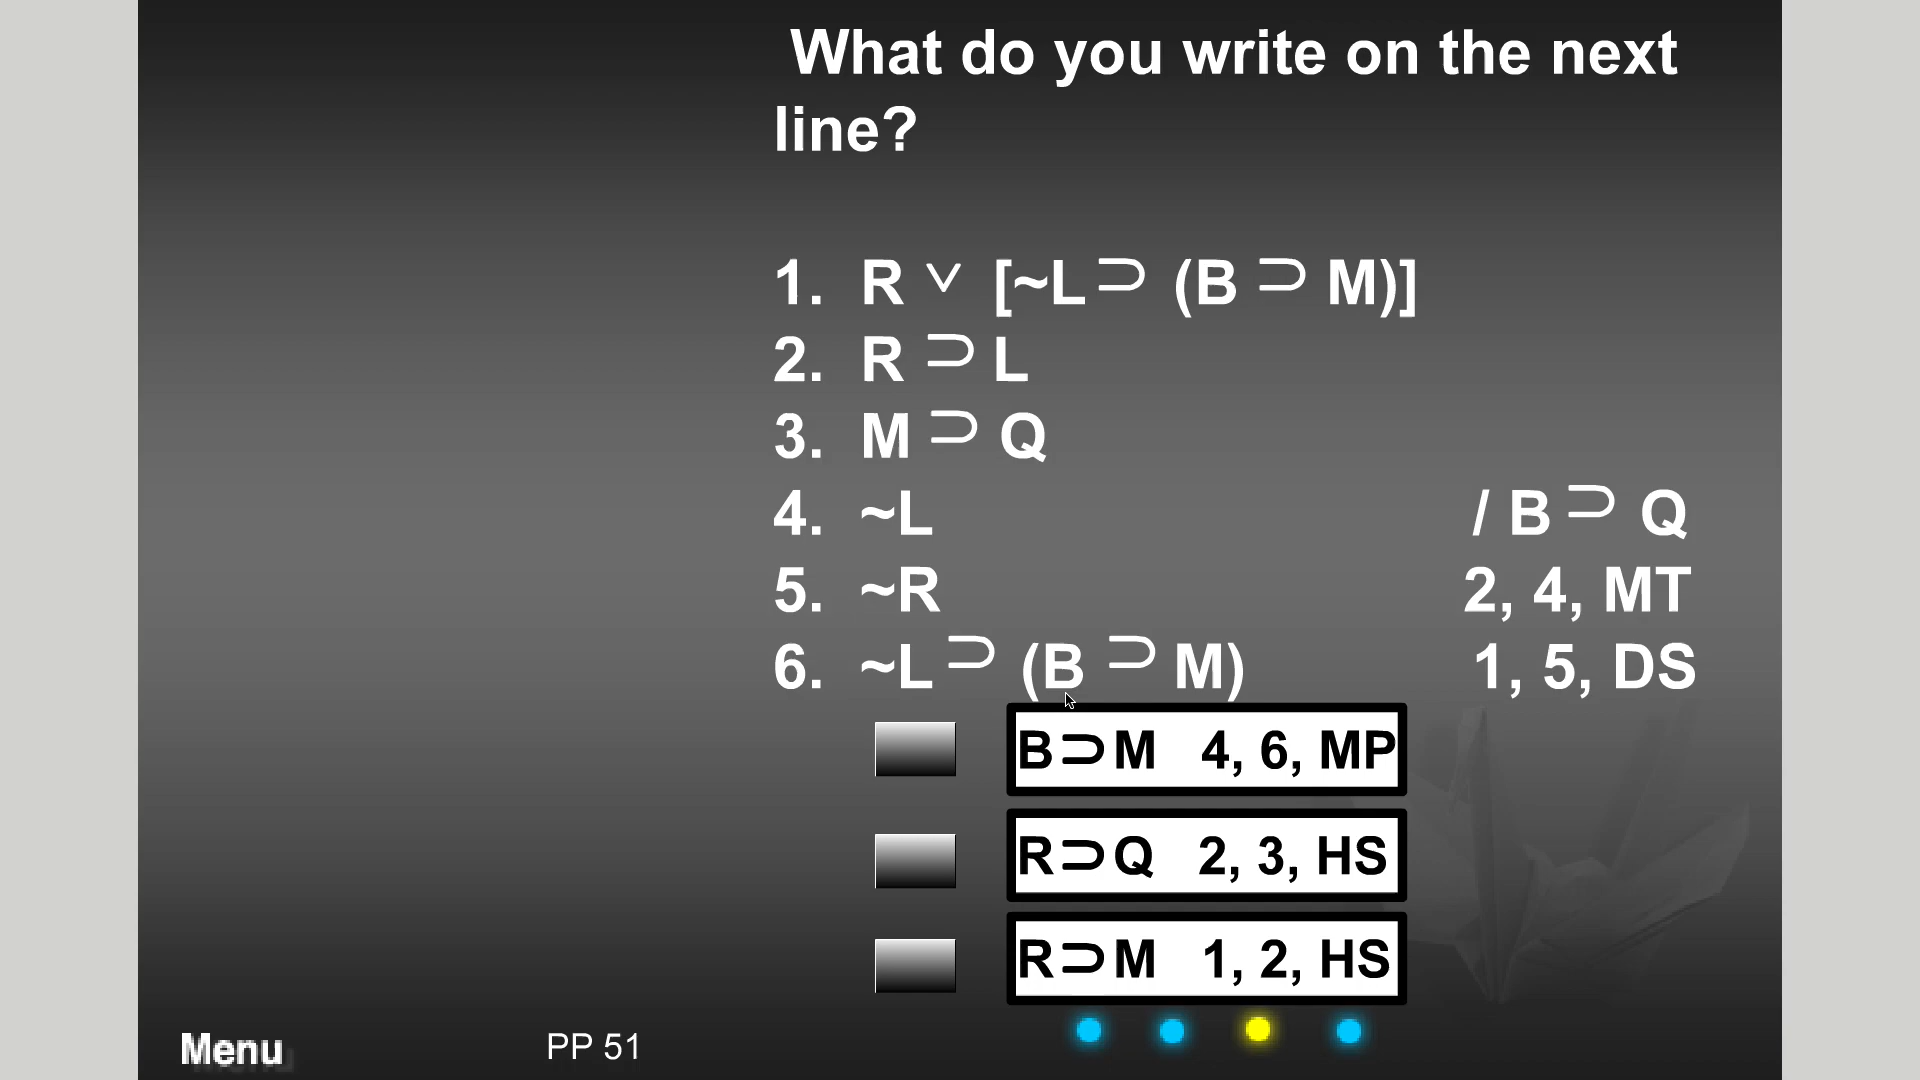 What do you write on the next
line?
1. R ∨ [~L ⊃ (B ⊃ M)]
2. R ⊃ L
3. M ⊃ Q
4. ~L / B ⊃ Q
5. ~R 2, 4, MT
6. ~L ⊃ (B ⊃ M) 1, 5, DS
B ⊃ M 4, 6, MP
R ⊃ Q 2, 3, HS
R ⊃ M 1, 2, HS
Menu PP 51